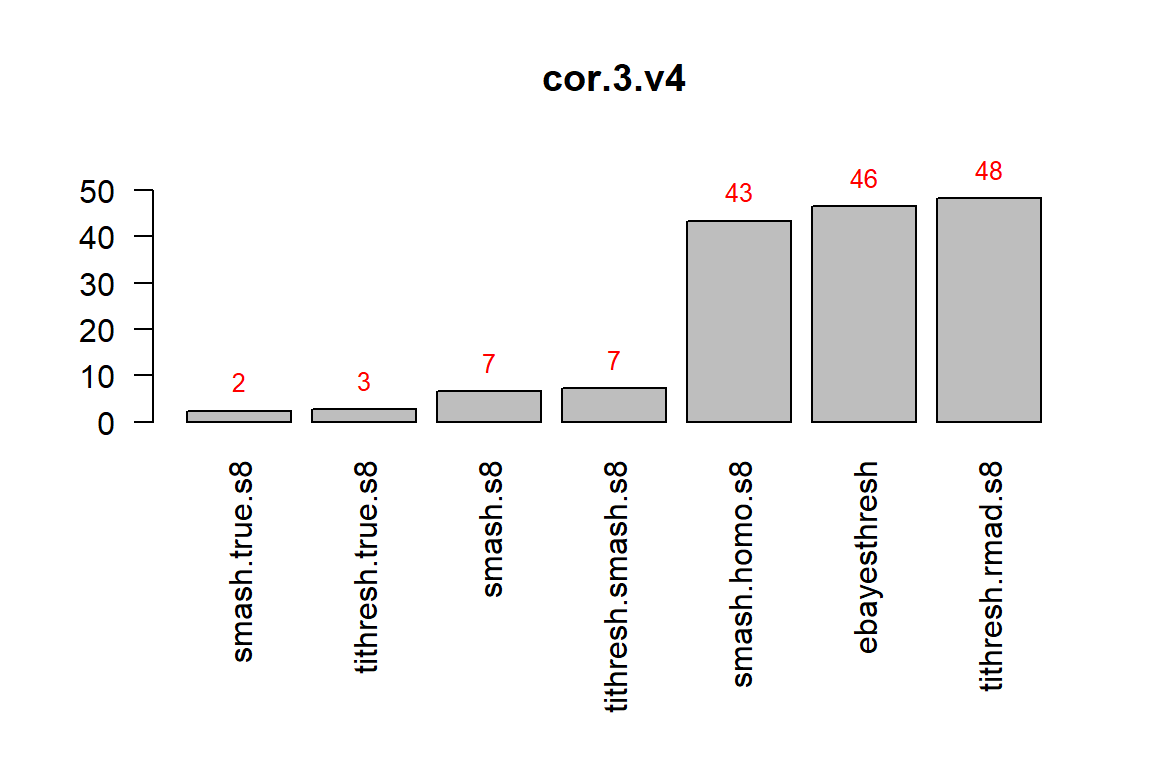 cor.3.v4
50
40
30
20
10
0
2
3
7
7
43
46
48
smash.true.s8
tithresh.true.s8
smash.s8
tithresh.smash.s8
smash.homo.s8
ebayesthresh
tithresh.rmad.s8